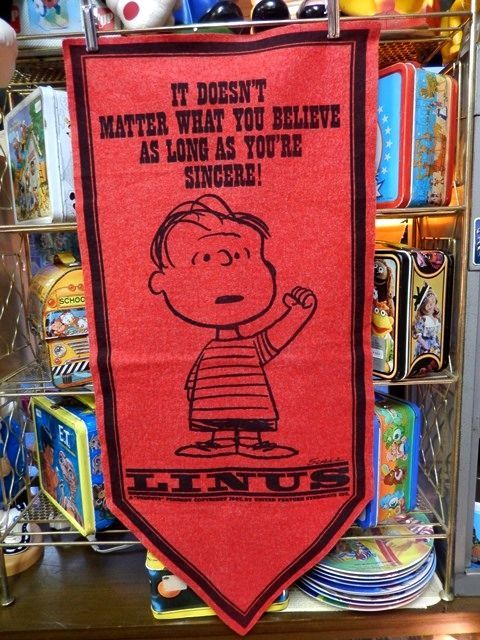 IT DOESN'T
MATTER WHAT YOU BELIEVE
AS LONG AS YOU'RE
SINCERE!
SCHOOL
E.T.
LINUS